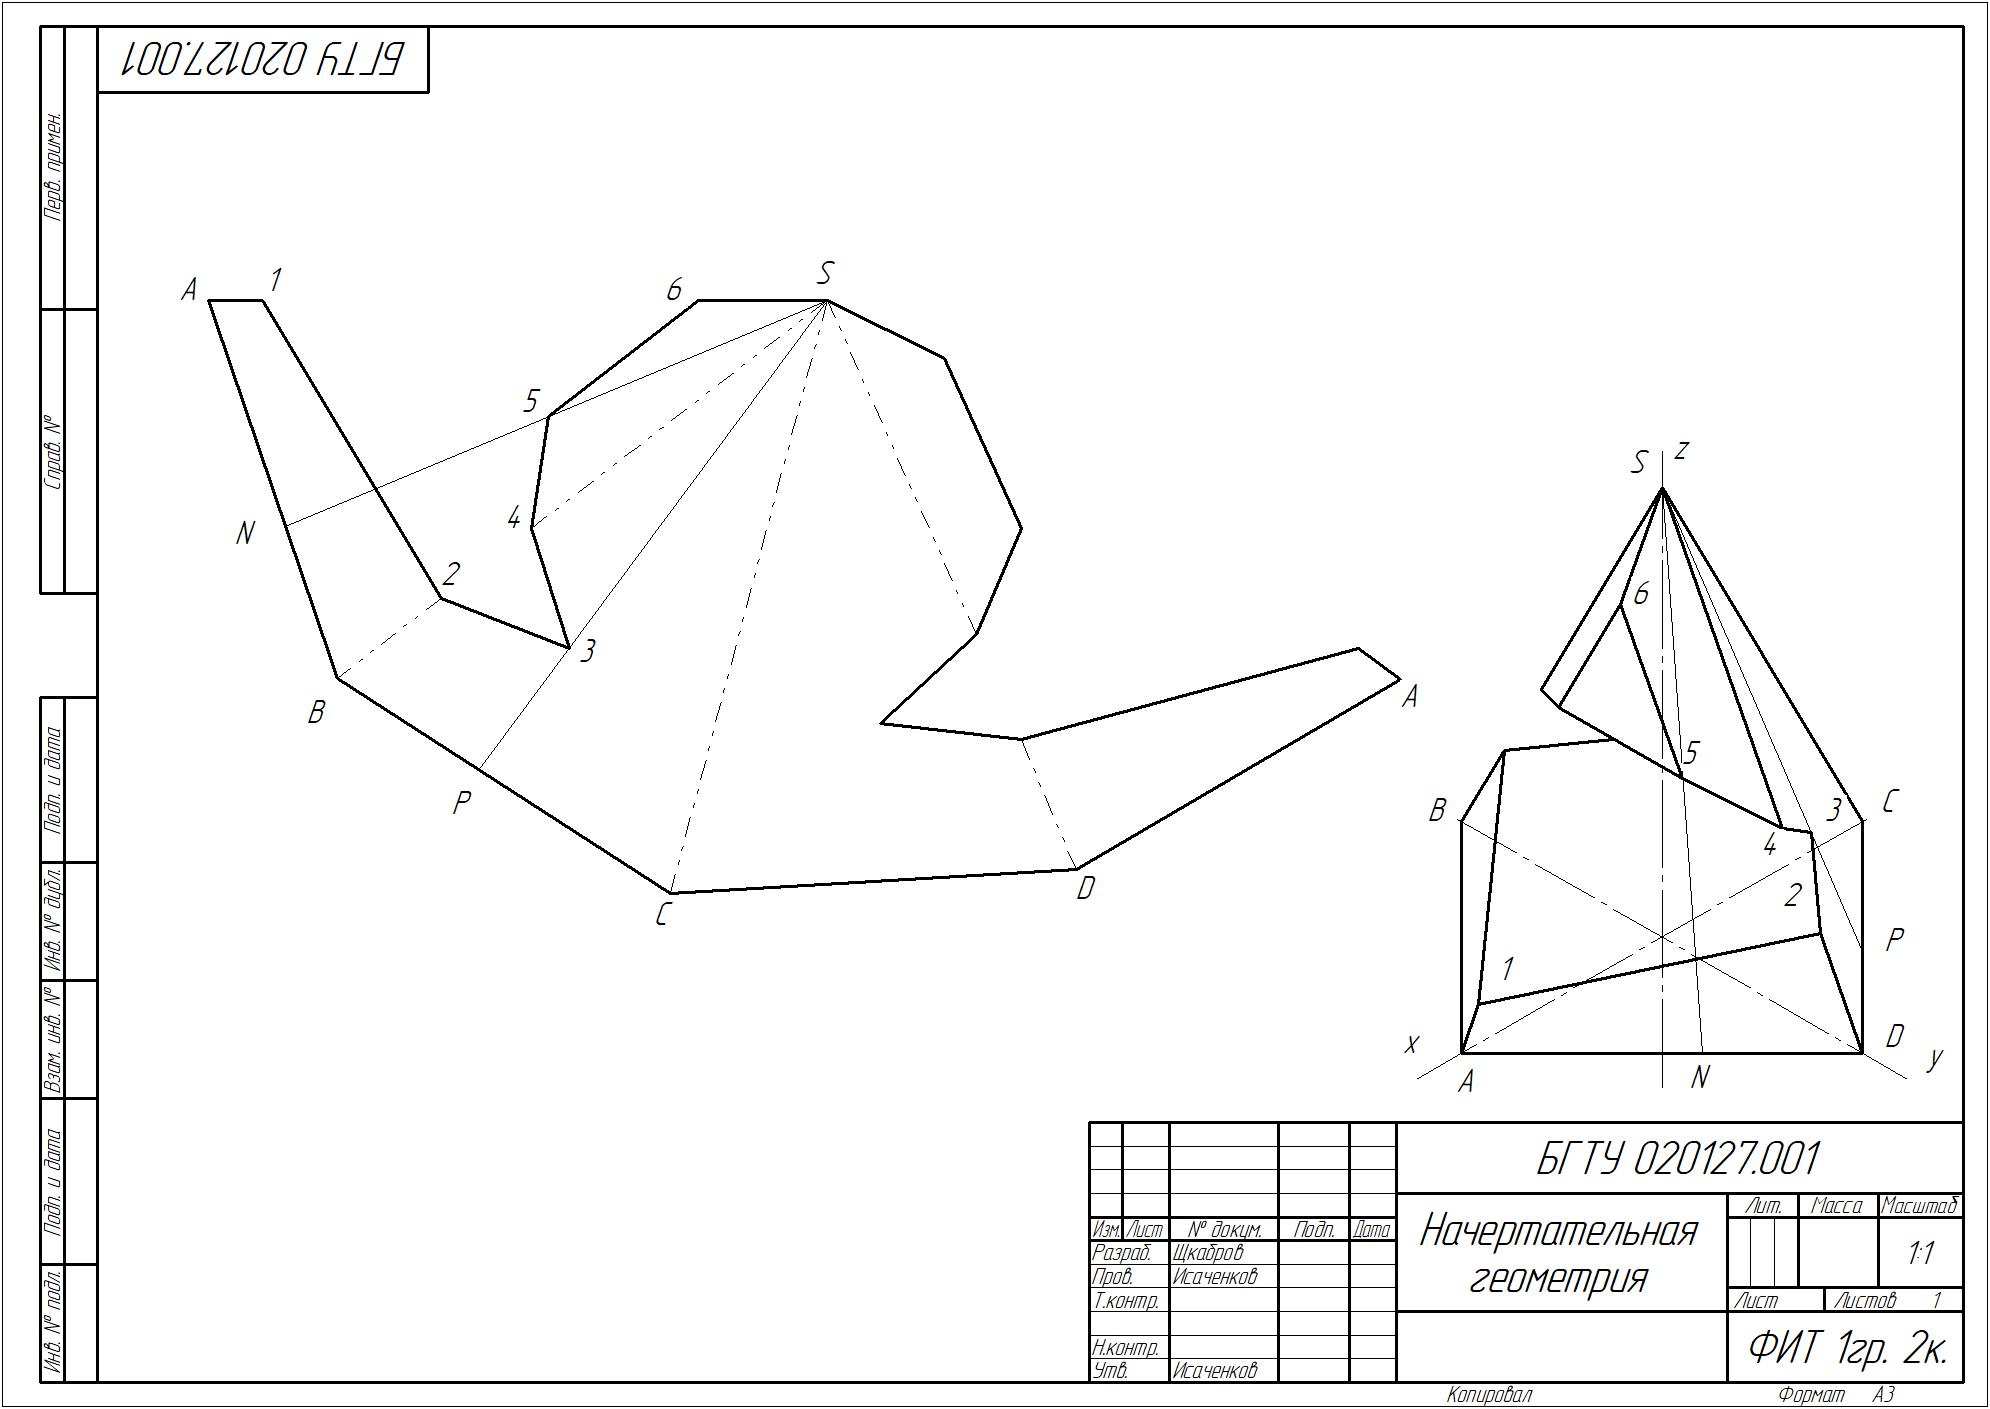 БГТУ 020127.001
Перв. примен.
Справ. №
Подп. и дата
Инв. № дубл.
Взам. инв. №
Подп. и дата
Инв. № подл.
A
1
6
S
5
N
4
2
3
B
P
C
D
A
S
z
6
5
B
3
C
4
2
P
1
x
D
y
A
N
БГТУ 020127.001
Лит. Масса Масштаб
Изм. Лист № докум. Подп. Дата
Начертательная
геометрия
1:1
Разраб. Шкабров
Пров. Исаченков
Т.контр.
Лист Листов 1
Н.контр.
Утв. Исаченков
ФИТ 1гр. 2к.
Копировал Формат A3